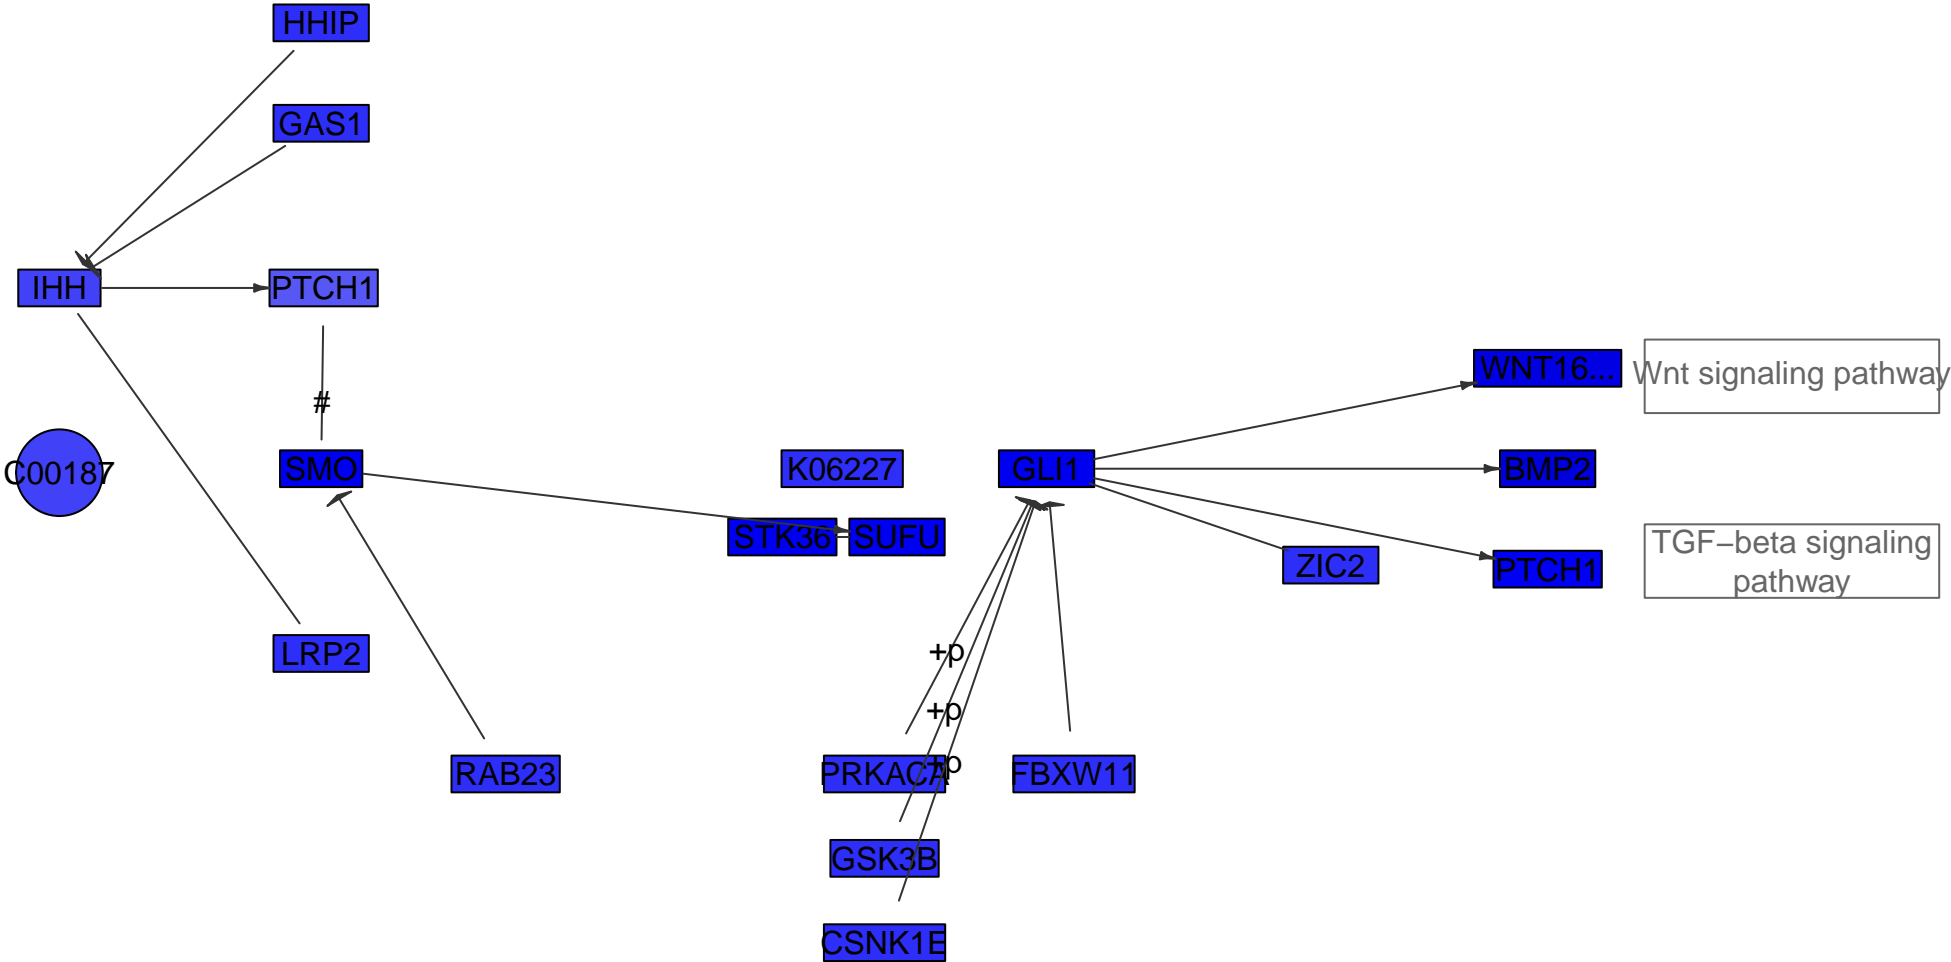 HHIP
GAS1
IHH
PTCH1
WNT16...
Wnt signaling pathway
#
C00187
SMO
K06227
GLI1
BMP2
STK36
SUFU
ZIC2
PTCH1
TGF−beta signaling
pathway
LRP2
+p
+p
+p
RAB23
PRKACA
FBXW11
GSK3B
CSNK1E